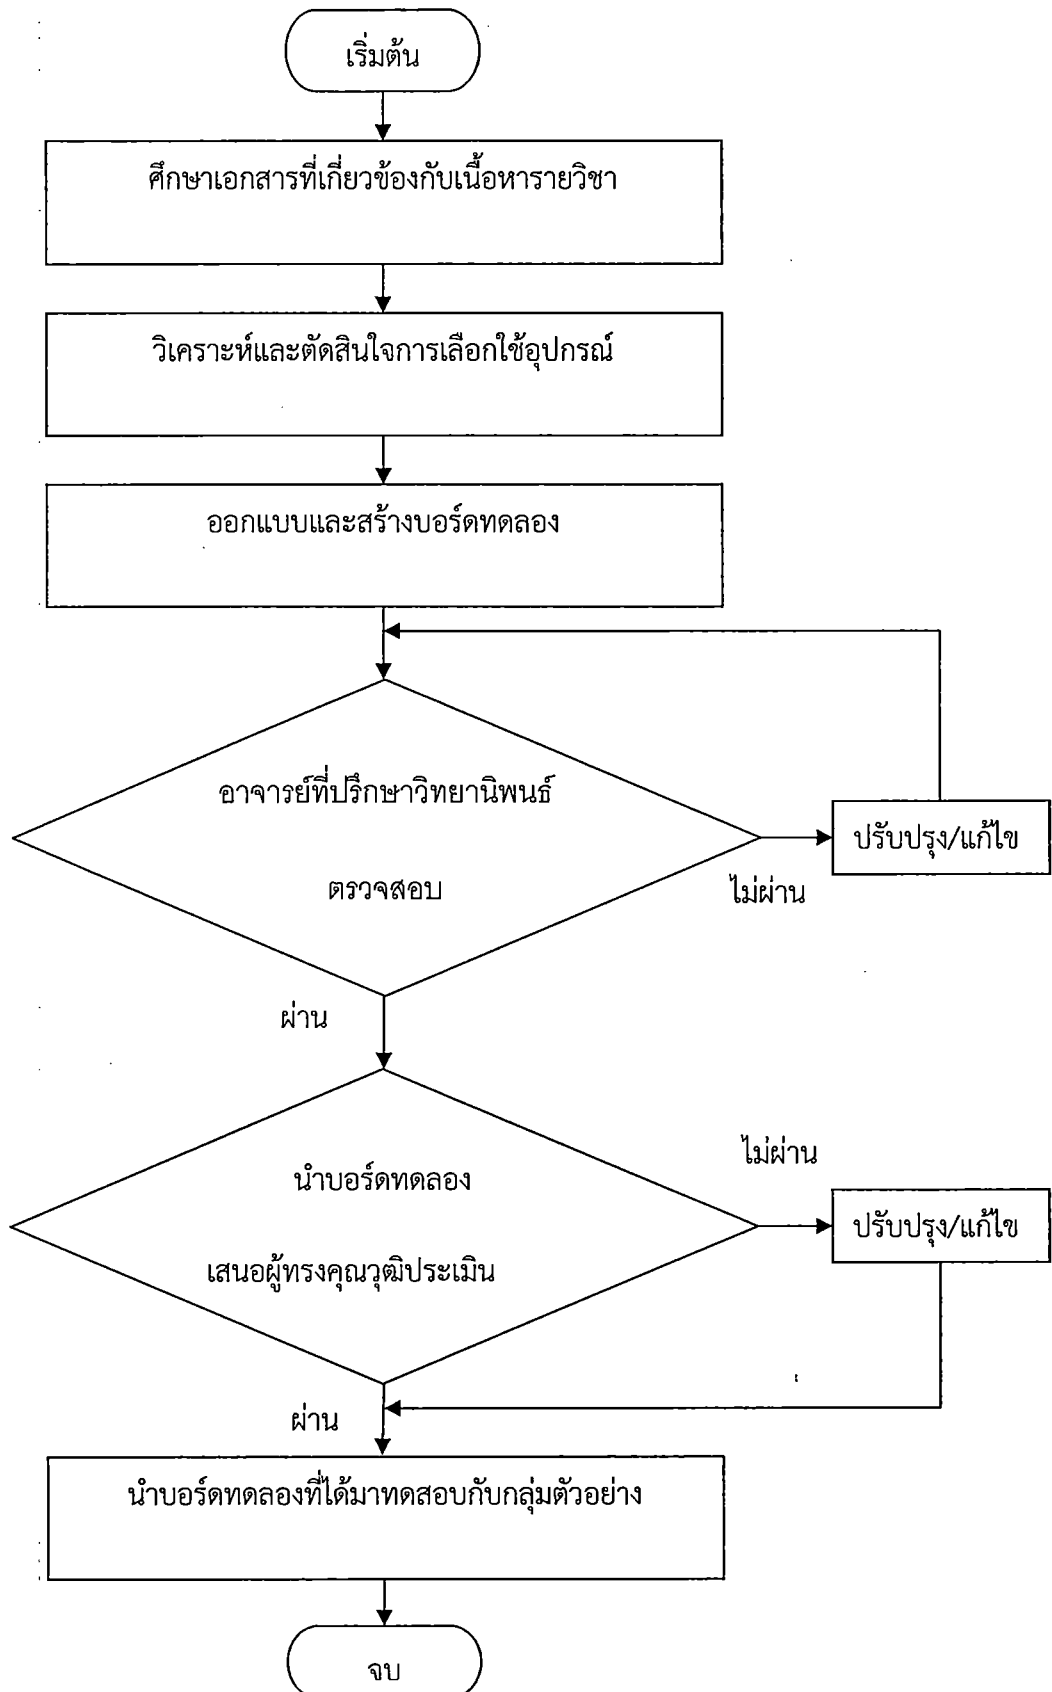 เริ่มต้น
ศึกษาเอกสารที่เกี่ยวข้องกับเนื้อหารายวิชา
วิเคราะห์และตัดสินใจการเลือกใช้อุปกรณ์
ออกแบบและสร้างบอร์ดทดลอง
อาจารย์ที่ปรึกษาวิทยานิพนธ์
ตรวจสอบ
ปรับปรุง/แก้ไข
ไม่ผ่าน
ผ่าน
นำบอร์ดทดลอง
เสนอผู้ทรงคุณวุฒิประเมิน
ไม่ผ่าน
ปรับปรุง/แก้ไข
ผ่าน
นำบอร์ดทดลองที่ได้มาทดสอบกับกลุ่มตัวอย่าง
จบ